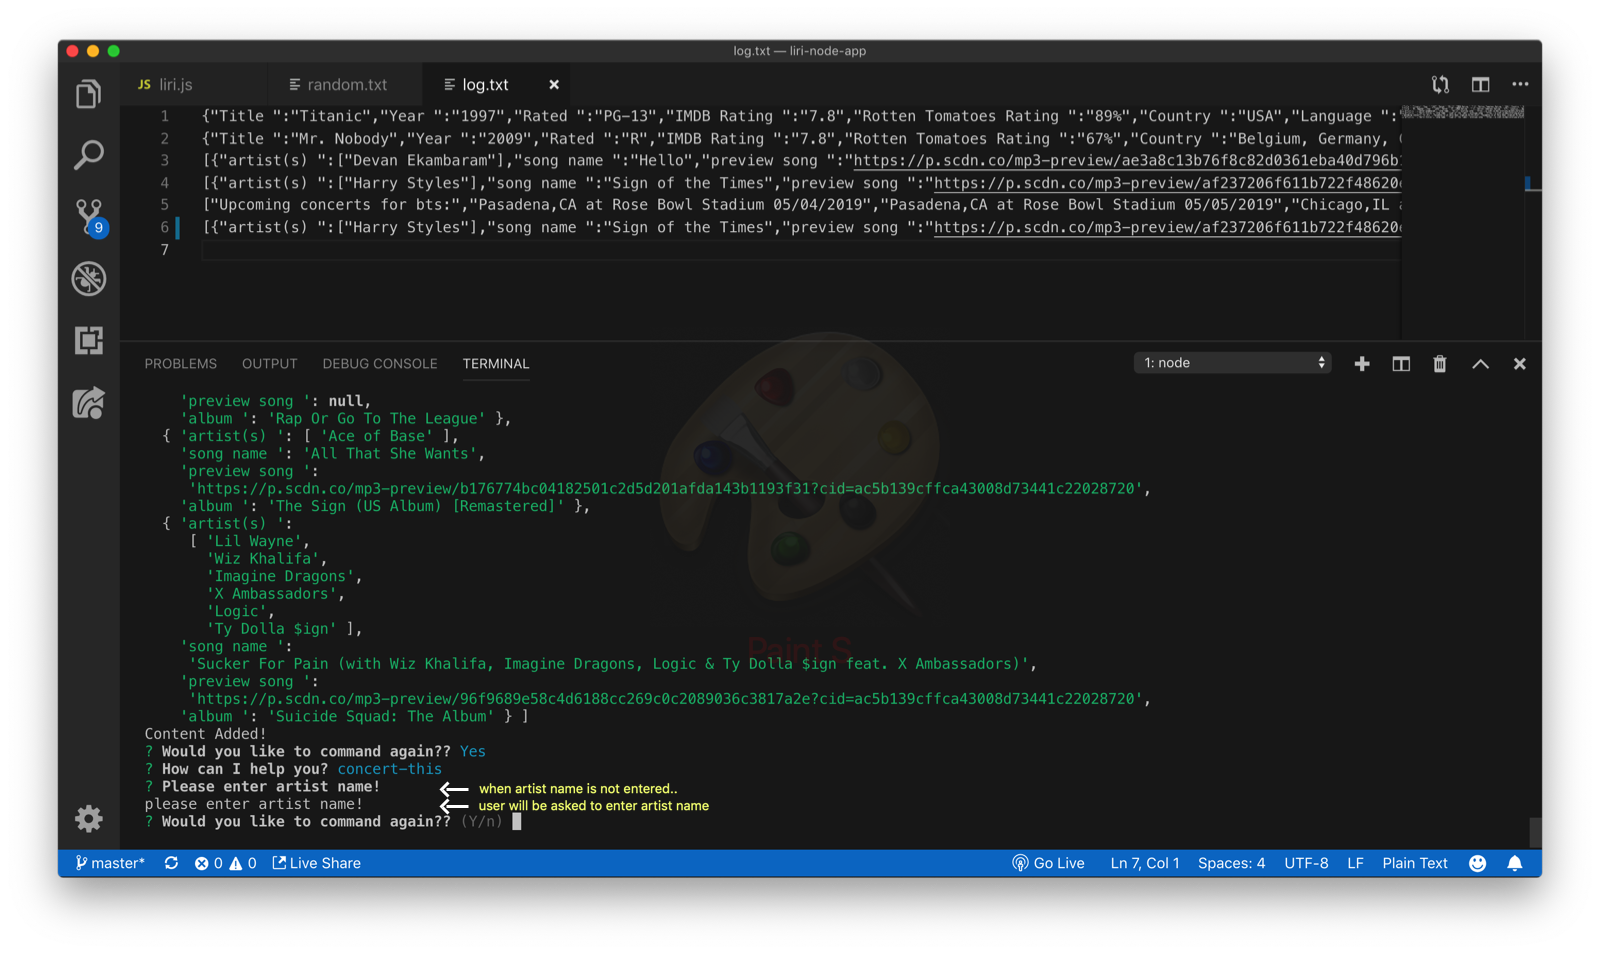 log.txt — liri-node-app
JS liri.js
random.txt
log.txt
1 {"Title ":"Titanic","Year ":"1997","Rated ":"PG-13","IMDB Rating ":"7.8","Rotten Tomatoes Rating ":"89%","Country ":"USA","Language ":
2 {"Title ":"Mr. Nobody","Year ":"2009","Rated ":"R","IMDB Rating ":"7.8","Rotten Tomatoes Rating ":"67%","Country ":"Belgium, Germany,
3 [{"artist(s) ":["Devan Ekambaram"],"song name ":"Hello","preview song ":"https://p.scdn.co/mp3-preview/ae3a8c13b76f8c82d0361eba40d796b
4 [{"artist(s) ":["Harry Styles"],"song name ":"Sign of the Times","preview song ":"https://p.scdn.co/mp3-preview/af237206f611b722f48620
5 ["Upcoming concerts for bts:","Pasadena,CA at Rose Bowl Stadium 05/04/2019","Pasadena,CA at Rose Bowl Stadium 05/05/2019","Chicago,IL
6 [{"artist(s) ":["Harry Styles"],"song name ":"Sign of the Times","preview song ":"https://p.scdn.co/mp3-preview/af237206f611b722f48620
7
9
PROBLEMS OUTPUT DEBUG CONSOLE TERMINAL
1: node
'preview song ': null,
'album ': 'Rap Or Go To The League' },
{ 'artist(s) ': [ 'Ace of Base' ],
'song name ': 'All That She Wants',
'preview song ':
'https://p.scdn.co/mp3-preview/b176774bc04182501c2d5d201afda143b1193f31?cid=ac5b139cffca43008d73441c22028720',
'album ': 'The Sign (US Album) [Remastered]' },
{ 'artist(s) ':
[ 'Lil Wayne',
'Wiz Khalifa',
'Imagine Dragons',
'X Ambassadors',
'Logic',
'Ty Dolla $ign' ],
'song name ':
'Sucker For Pain (with Wiz Khalifa, Imagine Dragons, Logic & Ty Dolla $ign feat. X Ambassadors)',
'preview song ':
'https://p.scdn.co/mp3-preview/96f9689e58c4d6188cc269c0c2089036c3817a2e?cid=ac5b139cffca43008d73441c22028720',
'album ': 'Suicide Squad: The Album' } ]
Paint S
Content Added!
? Would you like to command again?? Yes
? How can I help you? concert-this
? Please enter artist name! when artist name is not entered..
please enter artist name! user will be asked to enter artist name
? Would you like to command again?? (Y/n)
master* 0 0 Live Share Go Live Ln 7, Col 1 Spaces: 4 UTF-8 LF Plain Text